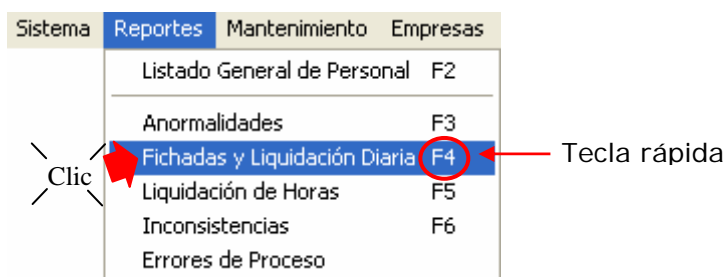 Sistema Reportes Mantenimiento Empresas
Listado General de Personal F2
Anormalidades F3
Fichadas y Liquidación Diaria F4 Tecla rápida
Clic
Liquidación de Horas F5
Inconsistencias F6
Errores de Proceso